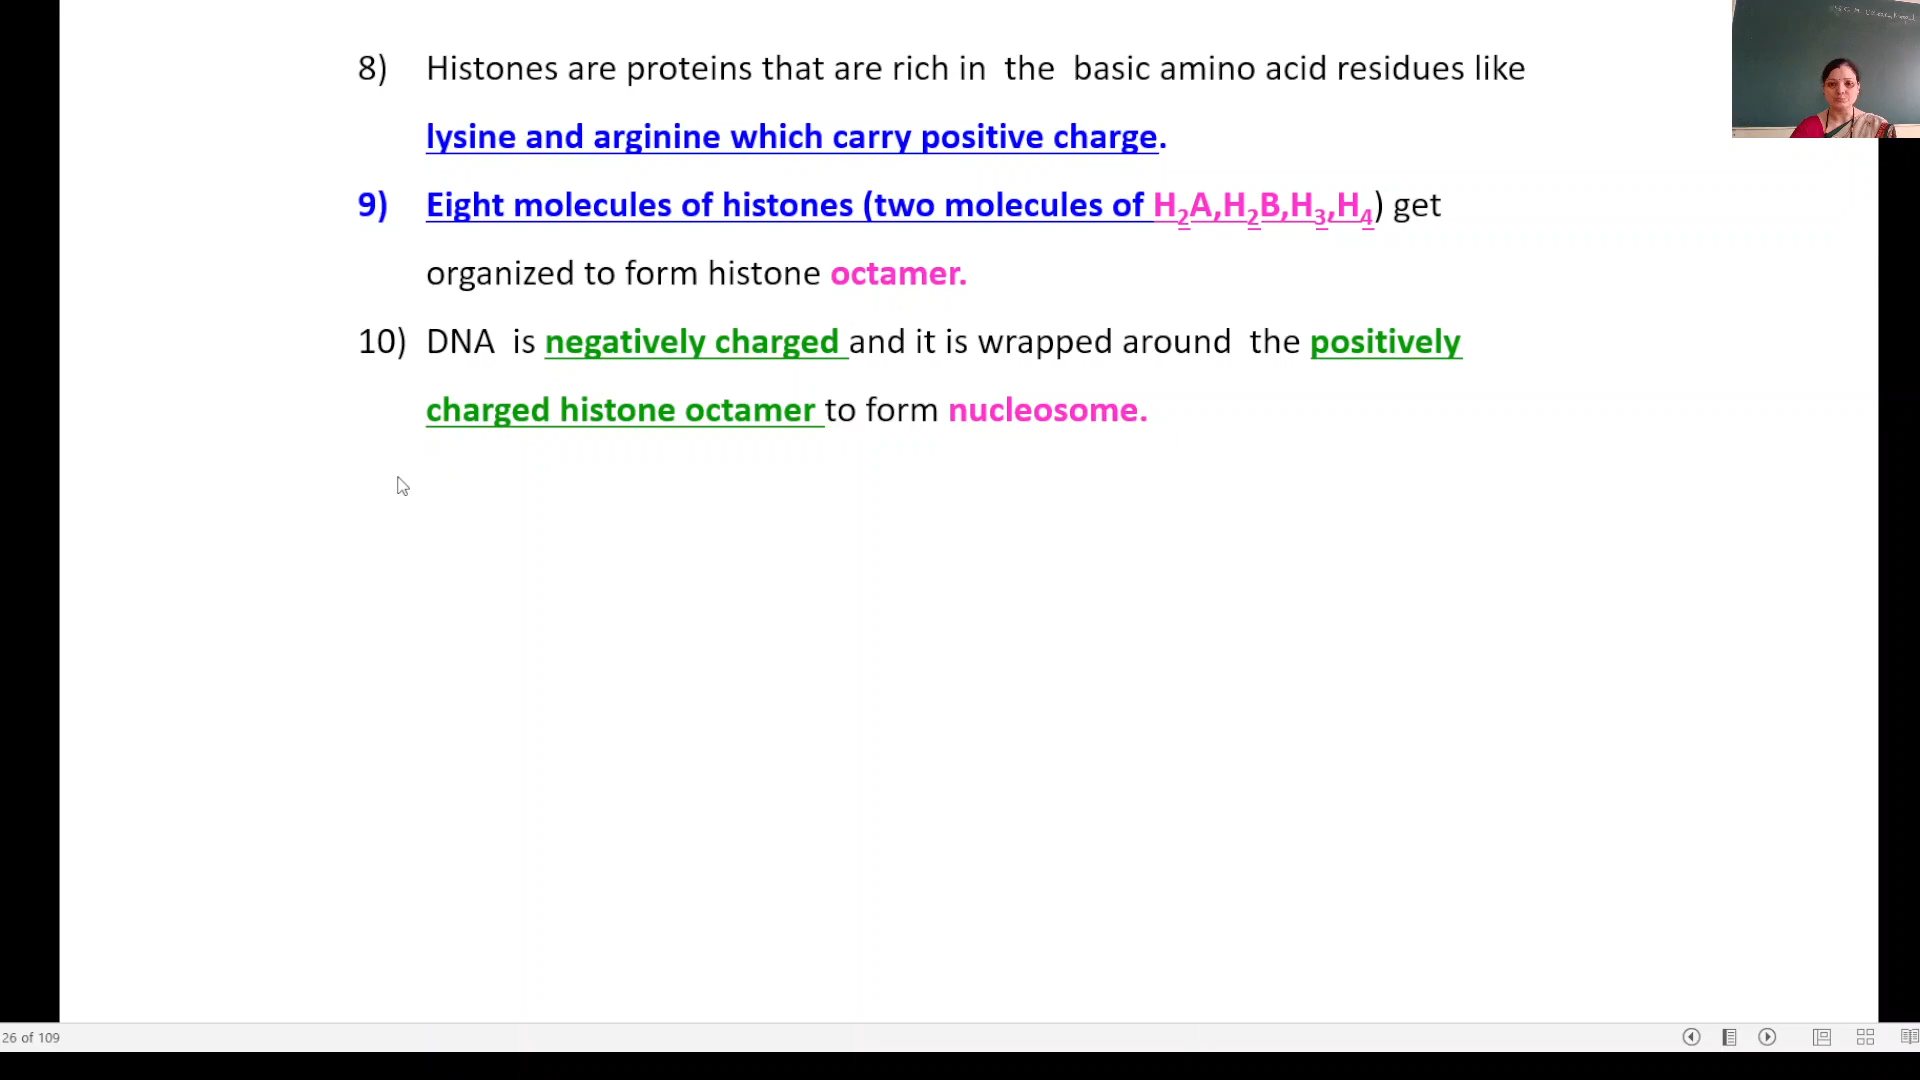 8) Histones are proteins that are rich in the basic amino acid residues like
lysine and arginine which carry positive charge.
9) Eight molecules of histones (two molecules of H₂A,H₂B,H₃,H₄) get
organized to form histone octamer.
10) DNA is negatively charged and it is wrapped around the positively
charged histone octamer to form nucleosome.
26 of 109